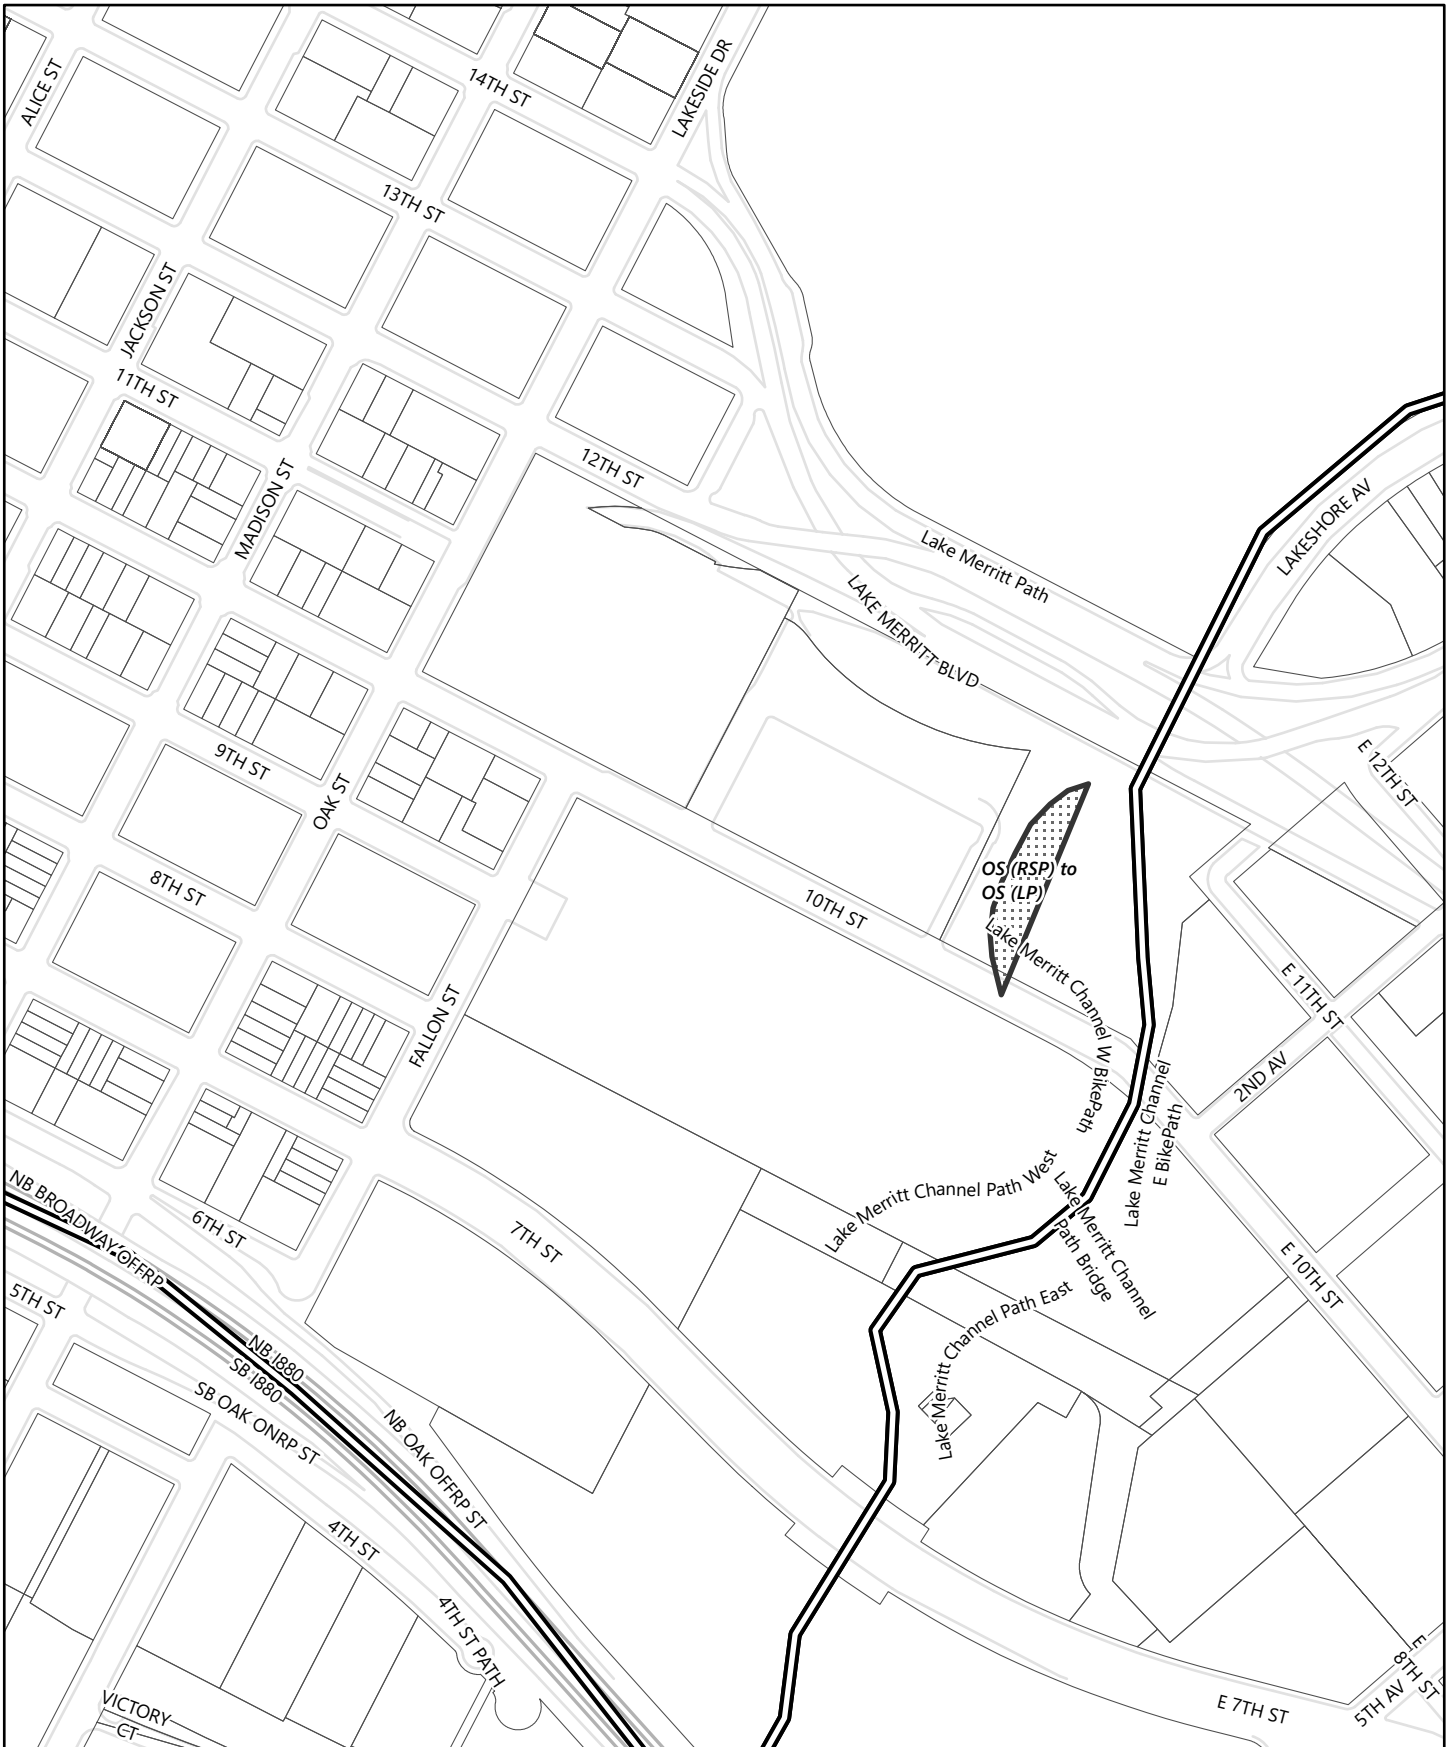 ALICE ST
14TH ST
LAKESIDE DR
13TH ST
JACKSON ST
11TH ST
MADISON ST
12TH ST
Lake Merritt Path
LAKESHORE AV
LAKE MERRITT BLVD
9TH ST
OAK ST
E 12TH ST
8TH ST
OS (RSP) to
OS (LP)
10TH ST
Lake Merritt Channel W BikePath
E 11TH ST
FALLON ST
2ND AV
Lake Merritt Channel
E BikePath
NB BROADWAY OFFRP
6TH ST
7TH ST
Lake Merritt Channel Path West
Lake Merritt Channel
Path Bridge
E 10TH ST
5TH ST
Lake Merritt Channel Path East
NB I880
SB I880
SB OAK ONRP ST
NB OAK OFFRP ST
4TH ST
4TH ST PATH
VICTORY
CT
E 7TH ST
E
8TH ST
5TH AV